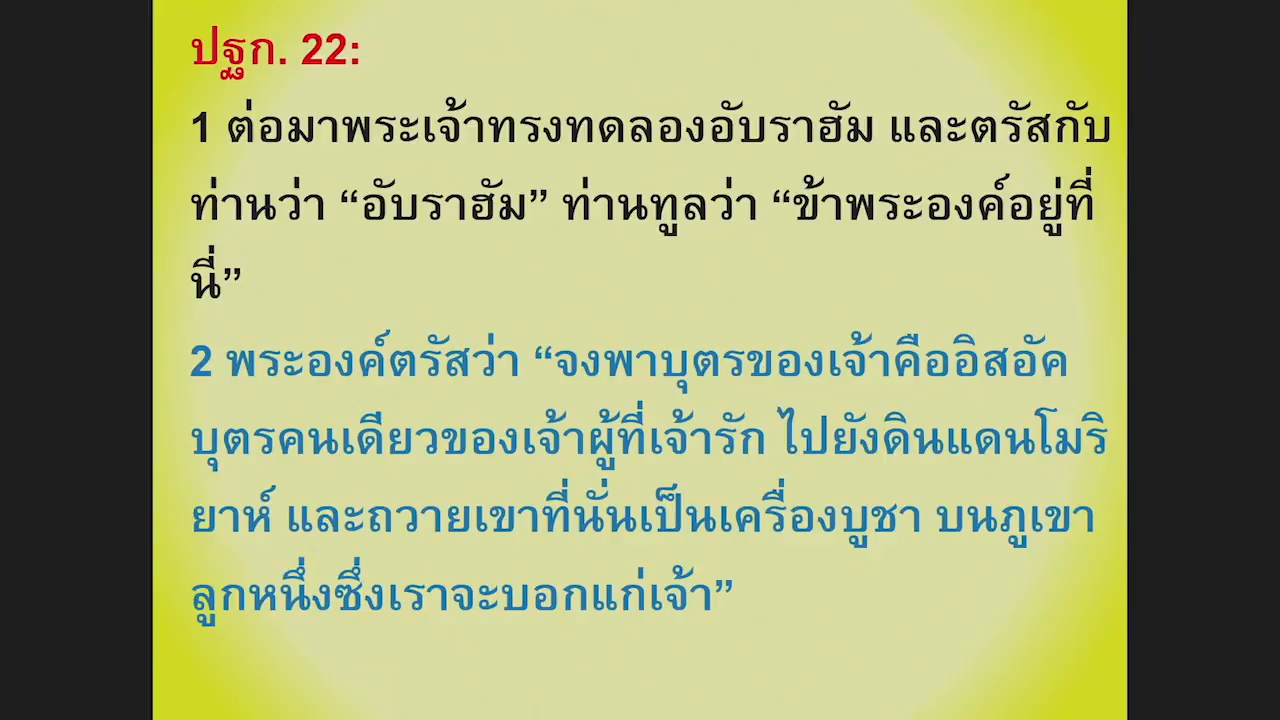 ปฐก. 22:
1 ต่อมาพระเจ้าทรงทดลองอับราฮัม และตรัสกับ
ท่านว่า “อับราฮัม” ท่านทูลว่า “ข้าพระองค์อยู่ที่
นี่”
2 พระองค์ตรัสว่า “จงพาบุตรของเจ้าคืออิสอัค
บุตรคนเดียวของเจ้าผู้ที่เจ้ารัก ไปยังดินแดนโมริ
ยาห์ และถวายเขาที่นั่นเป็นเครื่องบูชา บนภูเขา
ลูกหนึ่งซึ่งเราจะบอกแก่เจ้า”